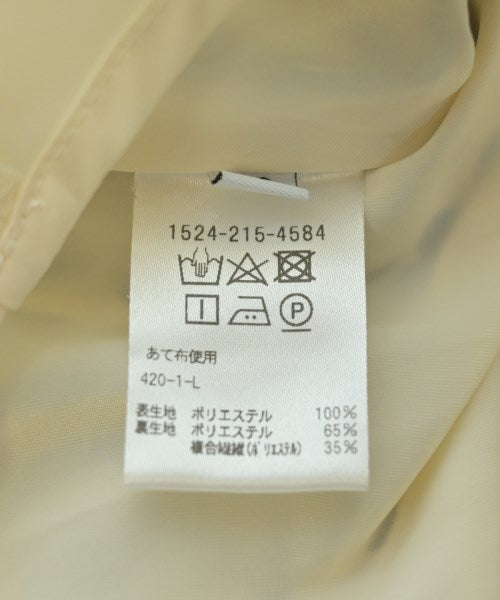 1524-215-4584
P
あて布使用
420-1-L
表生地 ポリエステル 100%
裏生地 ポリエステル 65%
複合繊維(ポリエステル) 35%